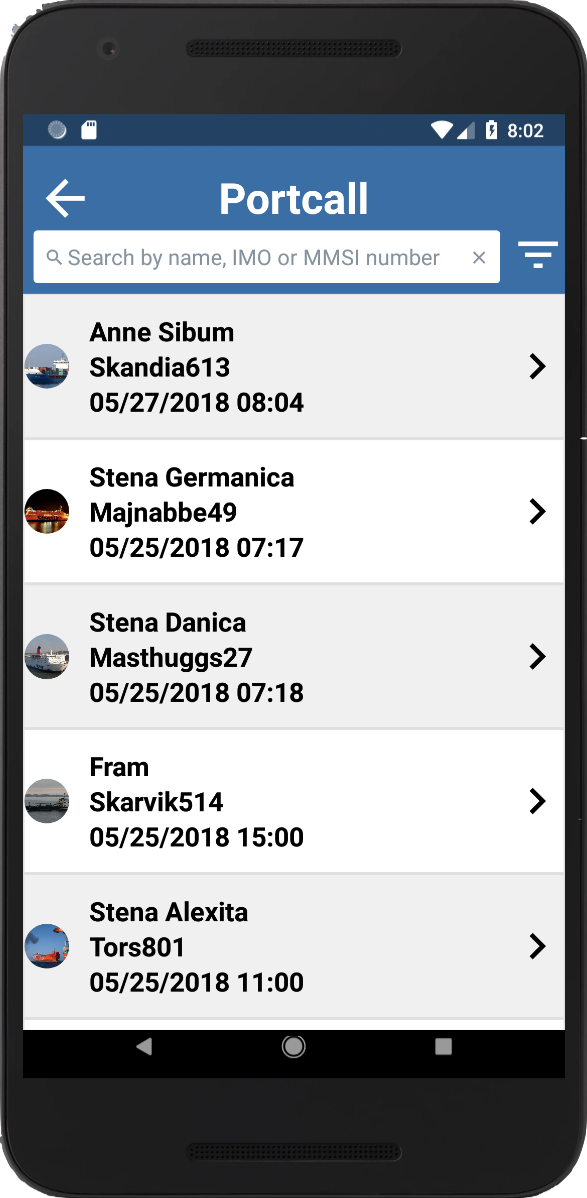 8:02
Portcall
Search by name, IMO or MMSI number
Anne Sibum
Skandia613
05/27/2018 08:04
Stena Germanica
Majnabbe49
05/25/2018 07:17
Stena Danica
Masthuggs27
05/25/2018 07:18
Fram
Skarvik514
05/25/2018 15:00
Stena Alexita
Tors801
05/25/2018 11:00